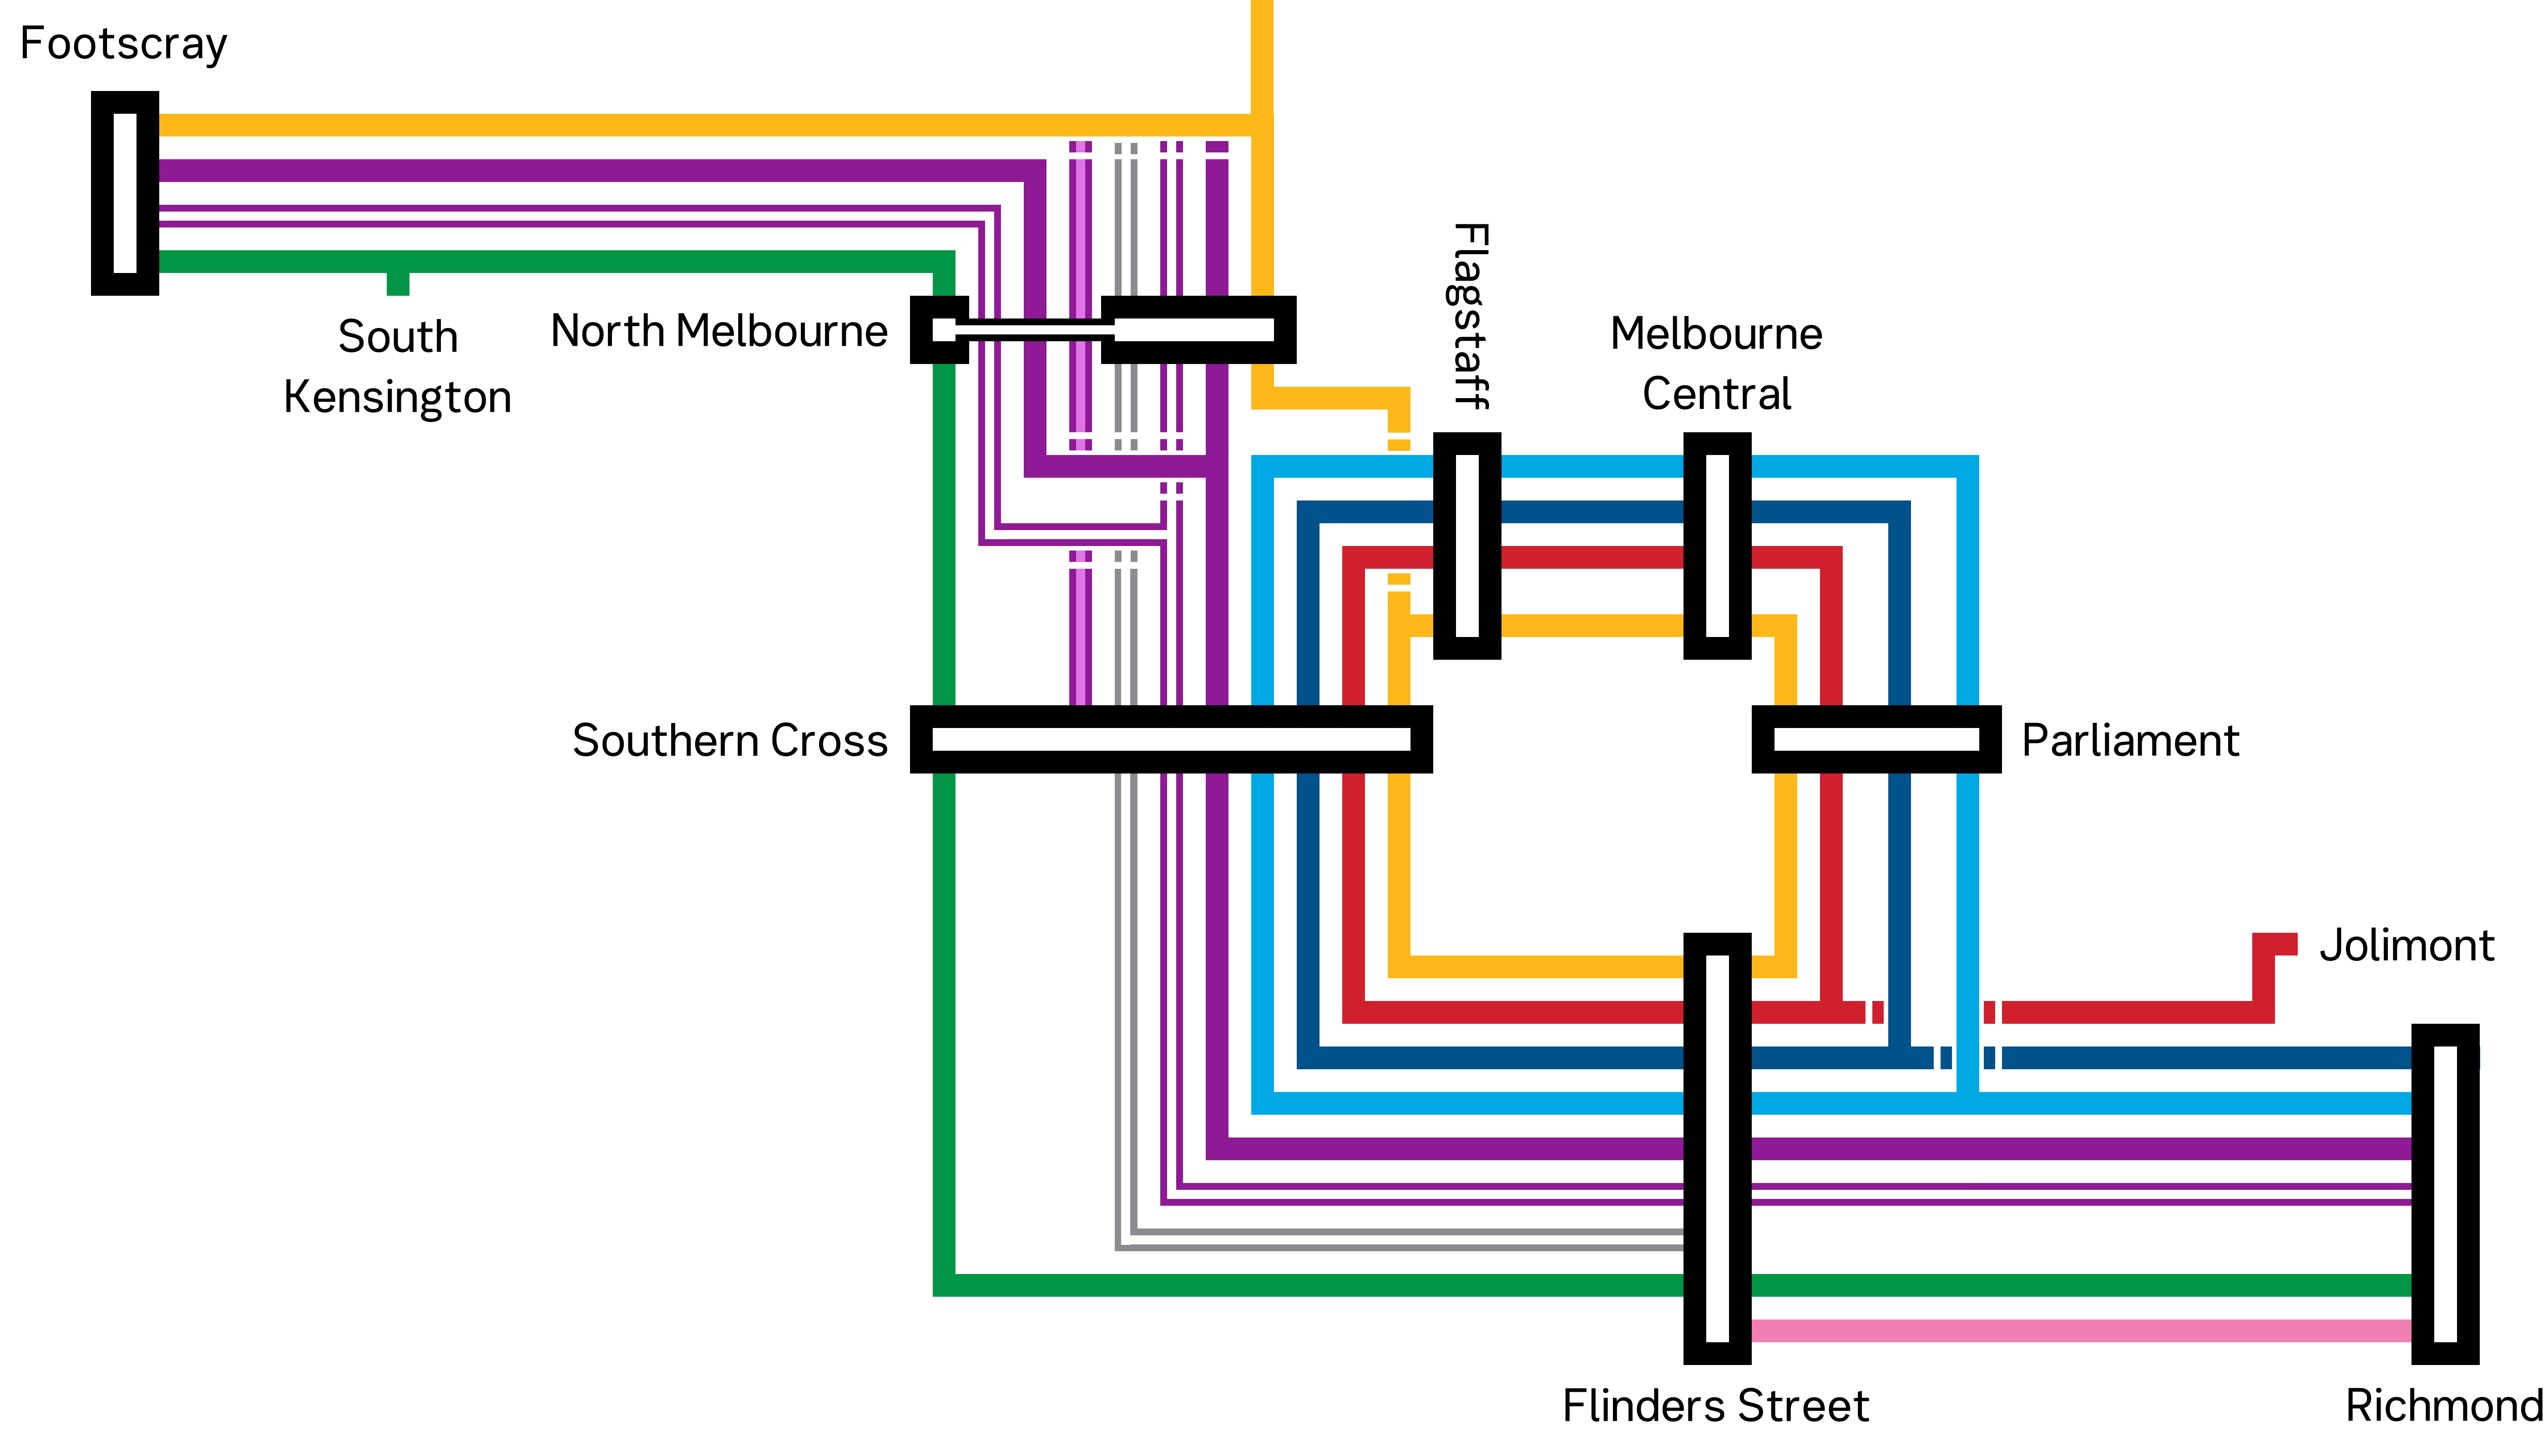 Footscray
Flagstaff
South
Kensington
North Melbourne
Melbourne
Central
Southern Cross
Parliament
Jolimont
Flinders Street
Richmond